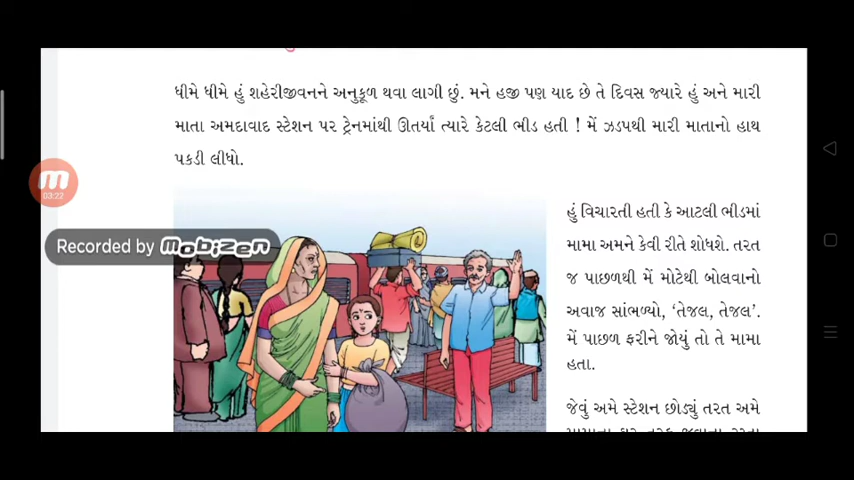 ધીમે ધીમે હું શહેરીજીવનને અનુકૂળ થવા લાગી છું. મને હજી પણ યાદ છે તે દિવસ જ્યારે હું અને મારી
માતા અમદાવાદ સ્ટેશન પર ટ્રેનમાંથી ઊતર્યાં ત્યારે કેટલી ભીડ હતી ! મેં ઝડપથી મારી માતાનો હાથ
પકડી લીધો.
03:22
Recorded by mobizen
હું વિચારતી હતી કે આટલી ભીડમાં
મામા અમને કેવી રીતે શોધશે. તરત
જ પાછળથી મેં મોટેથી બોલવાનો
અવાજ સાંભળ્યો, ‘તેજલ, તેજલ’.
મેં પાછળ ફરીને જોયું તો તે મામા
હતા.
જેવું અમે સ્ટેશન છોડ્યું તરત અમે